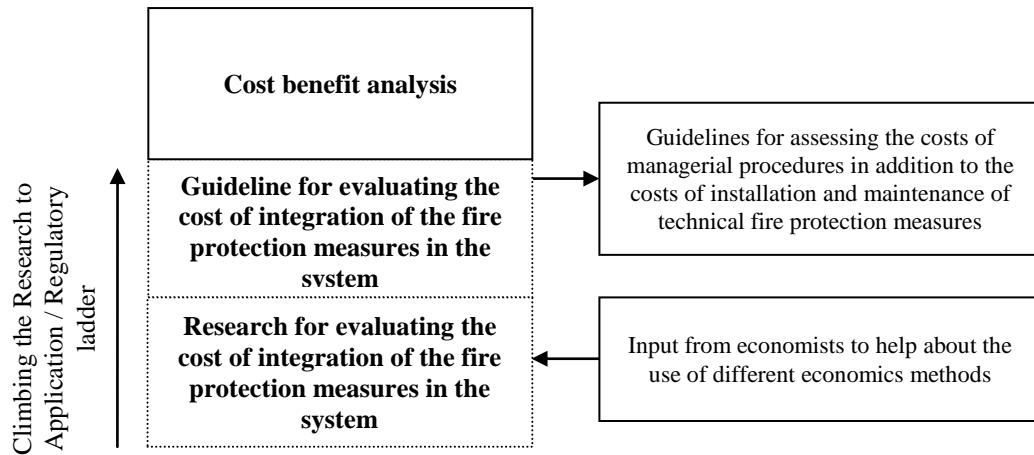 Cost benefit analysis
Guidelines for assessing the costs of
managerial procedures in addition to the
costs of installation and maintenance of
technical fire protection measures
Guideline for evaluating the
cost of integration of the fire
protection measures in the
system
Research for evaluating the
cost of integration of the fire
protection measures in the
system
Input from economists to help about the
use of different economics methods
Climbing the Research to
Application / Regulatory
ladder